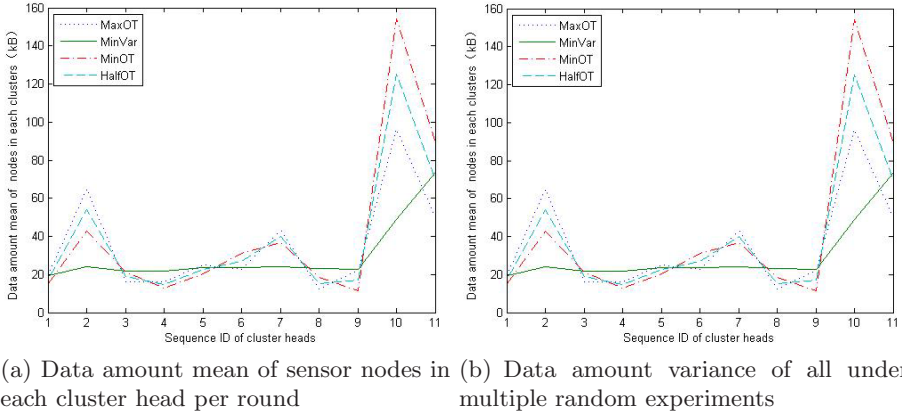 160
140
120
100
80
60
40
20
0
Data amount mean of nodes in each clusters (kB)
MaxOT
MinVar
MinOT
HalfOT
1 2 3 4 5 6 7 8 9 10 11
Sequence ID of cluster heads
(a) Data amount mean of sensor nodes in
each cluster head per round
160
140
120
100
80
60
40
20
0
Data amount mean of nodes in each clusters (kB)
MaxOT
MinVar
MinOT
HalfOT
1 2 3 4 5 6 7 8 9 10 11
Sequence ID of cluster heads
(b) Data amount variance of all under
multiple random experiments